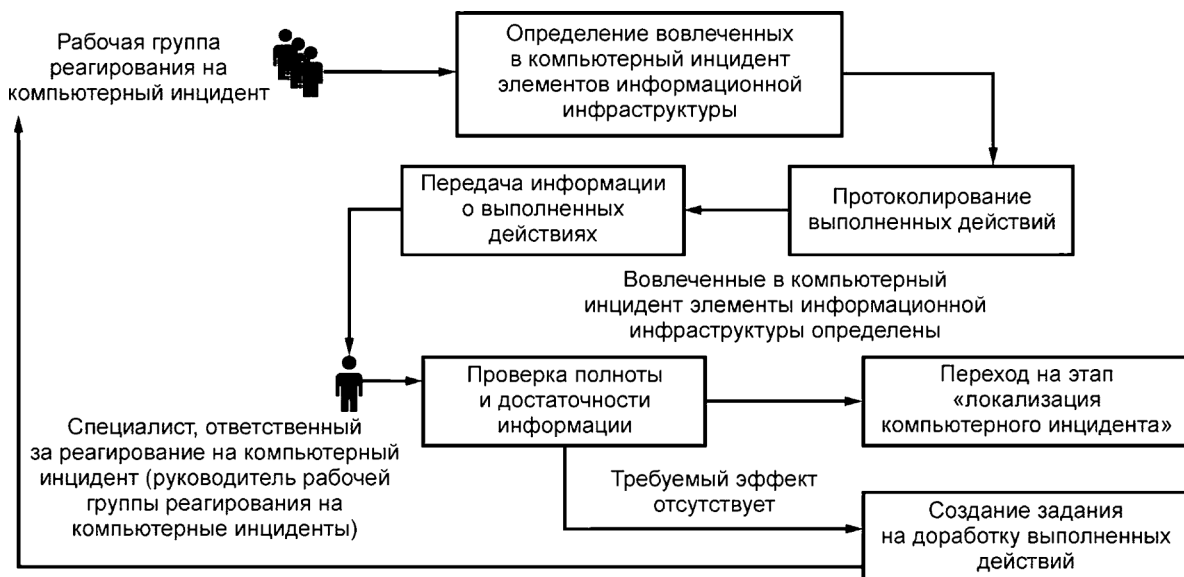 Рабочая группа
реагирования на
компьютерный инцидент
Определение вовлеченных
в компьютерный инцидент
элементов информационной
инфраструктуры
Протоколирование
выполненных действий
Передача информации
о выполненных
действиях
Вовлеченные в компьютерный
инцидент элементы информационной
инфраструктуры определены
Специалист, ответственный
за реагирование на компьютерный
инцидент (руководитель рабочей
группы реагирования на
компьютерные инциденты)
Проверка полноты
и достаточности
информации
Переход на этап
«локализация
компьютерного инцидента»
Требуемый эффект
отсутствует
Создание задания
на доработку выполненных
действий